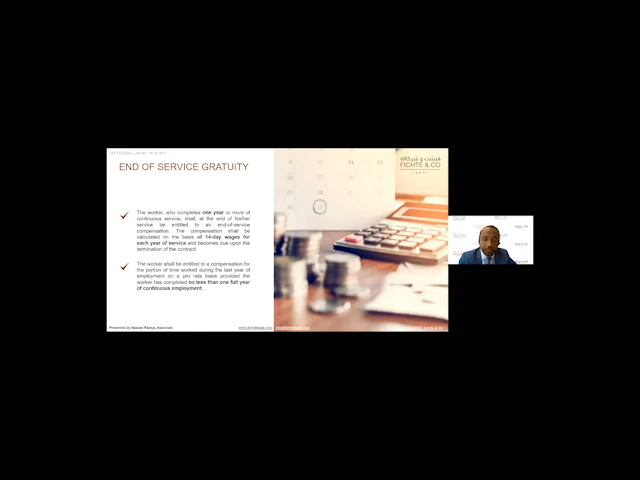 END OF SERVICE GRATUITY
فيشت و شركاه
FICHTE & CO
LEGAL
The worker, who completes one year or more of
continuous service, shall, at the end of his/her
service be entitled to an end-of-service
compensation. The compensation shall be
calculated on the basis of 14-day wages for
each year of service and becomes due upon the
termination of the contract.
The worker shall be entitled to a compensation for
the portion of time worked during the last year of
employment on a pro rata basis provided the
worker has completed no less than one full year
of continuous employment.